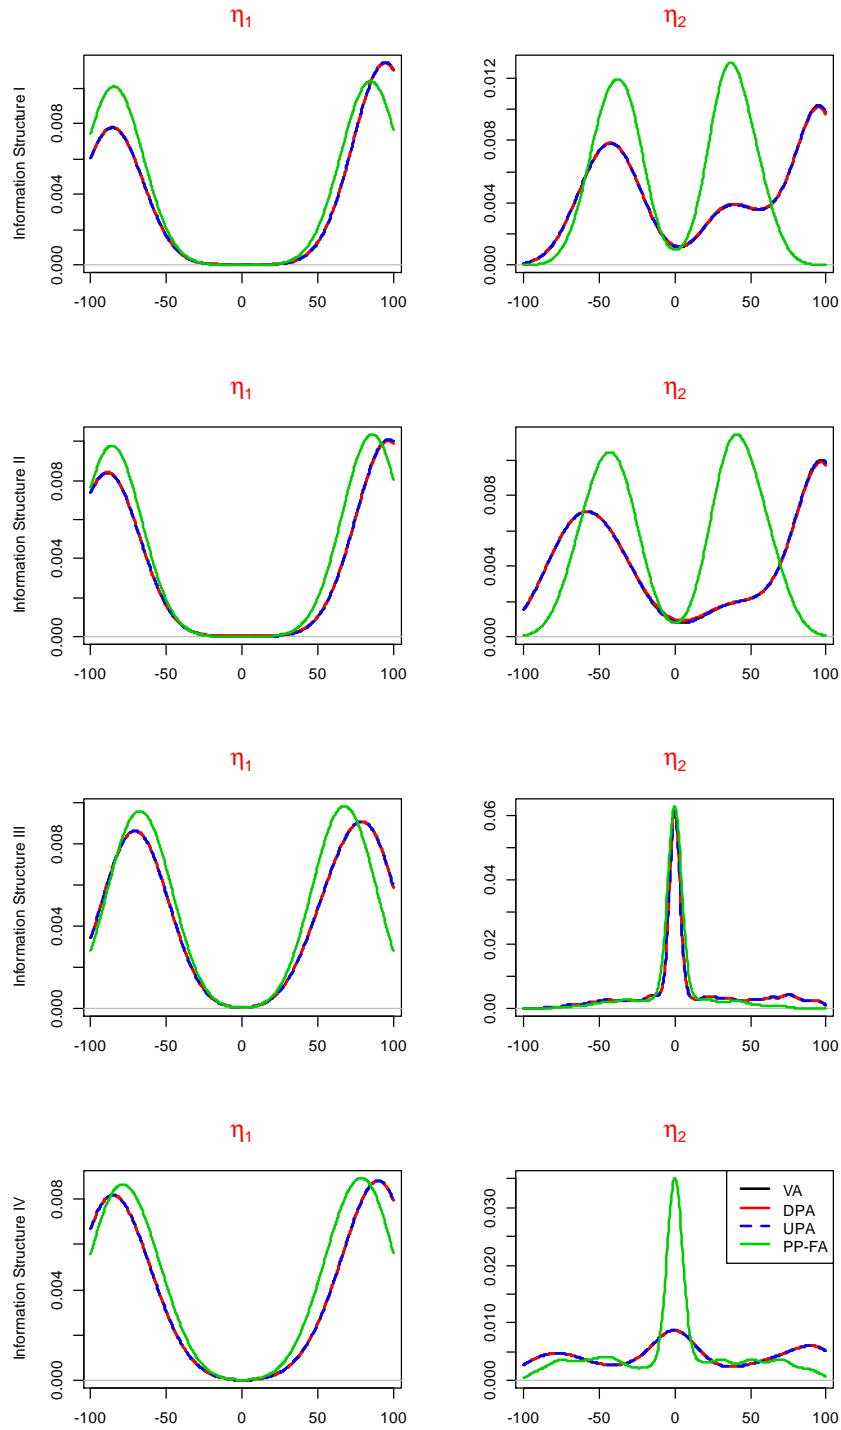 η1 η2
Information Structure I
0.000 0.004 0.008
0.000 0.004 0.008 0.012
-100 -50 0 50 100
-100 -50 0 50 100
η1 η2
Information Structure II
0.000 0.004 0.008
0.000 0.004 0.008
-100 -50 0 50 100
-100 -50 0 50 100
η1 η2
Information Structure III
0.000 0.004 0.008
0.00 0.02 0.04 0.06
-100 -50 0 50 100
-100 -50 0 50 100
η1 η2
Information Structure IV
0.000 0.004 0.008
0.000 0.010 0.020 0.030
VA
DPA
UPA
PP-FA
-100 -50 0 50 100
-100 -50 0 50 100